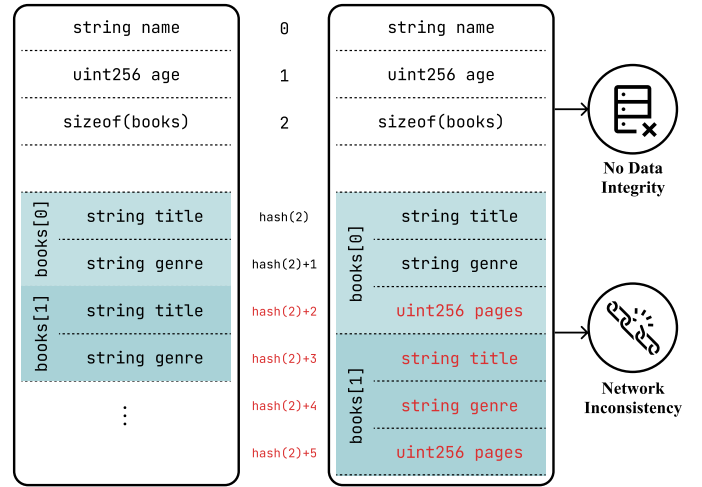 string name
0
string name
uint256 age
1
uint256 age
sizeof(books)
2
sizeof(books)
No Data
Integrity
books[0]
string title
hash(2)
books[0]
string title
string genre
hash(2)+1
string genre
books[1]
string title
hash(2)+2
uint256 pages
string genre
hash(2)+3
books[1]
string title
hash(2)+4
string genre
hash(2)+5
uint256 pages
Network
Inconsistency